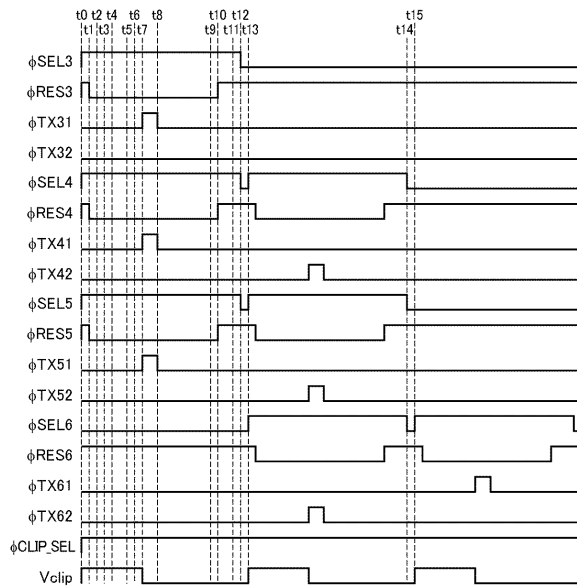 t0 t2 t4 t6 t8 t10 t12 t15
t1 t3 t5 t7 t9 t11 t13 t14
ϕSEL3
ϕRES3
ϕTX31
ϕTX32
ϕSEL4
ϕRES4
ϕTX41
ϕTX42
ϕSEL5
ϕRES5
ϕTX51
ϕTX52
ϕSEL6
ϕRES6
ϕTX61
ϕTX62
ϕCLIP_SEL
Vclip